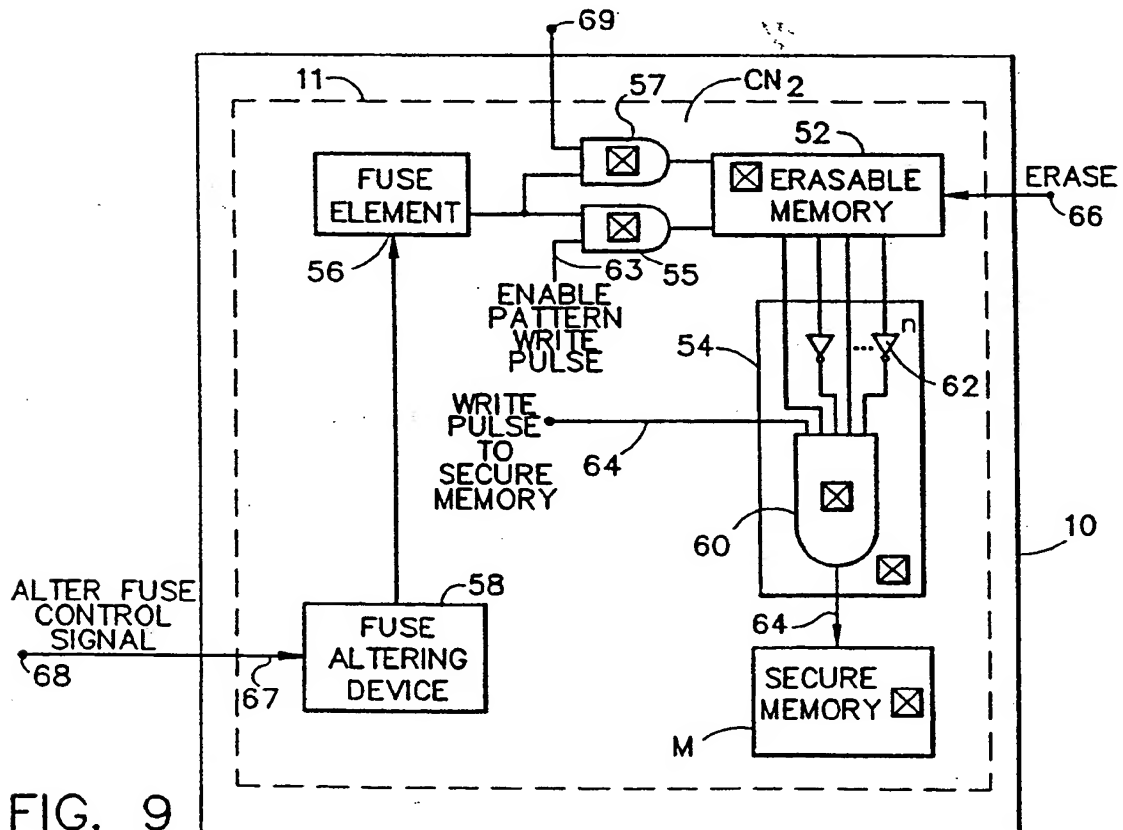 69
11
57
CN2
52
FUSE
ELEMENT
ERASABLE
MEMORY
ERASE
66
56
63
55
ENABLE
PATTERN
WRITE
PULSE
54
n
...
62
WRITE
PULSE
TO
SECURE
MEMORY
64
60
10
ALTER FUSE
CONTROL
SIGNAL
58
FUSE
ALTERING
DEVICE
64
68
67
SECURE
MEMORY
M
FIG. 9